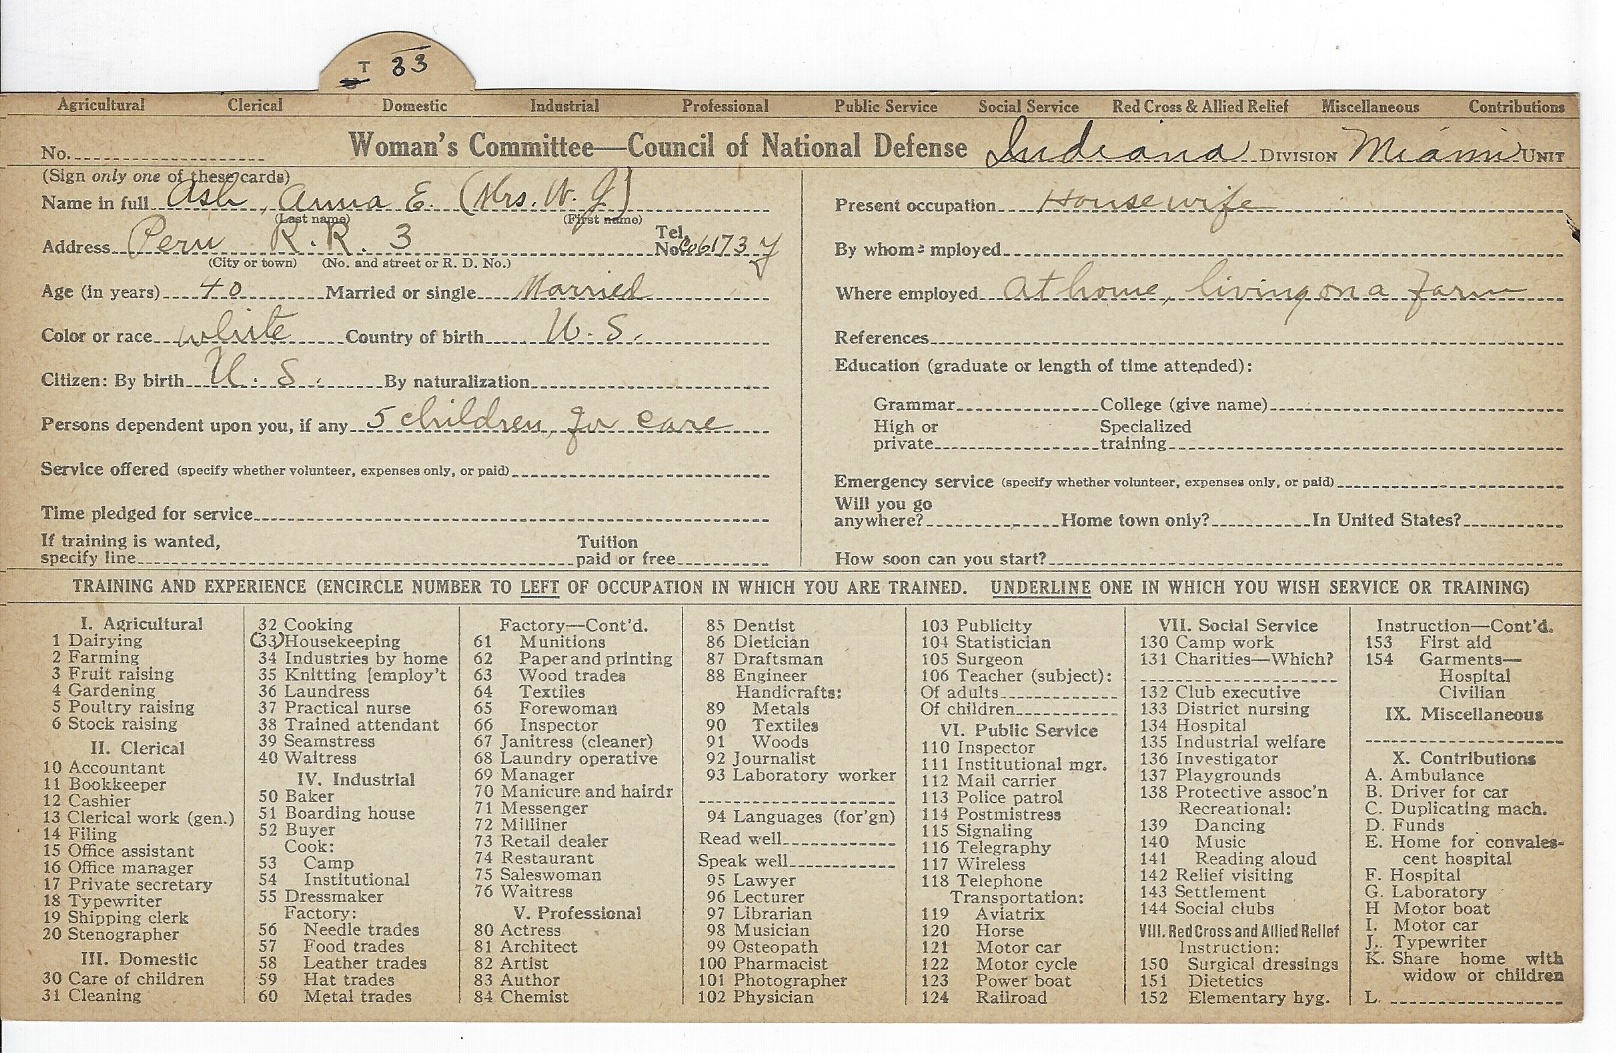 T 33
Agricultural Clerical Domestic Industrial Professional Public Service Social Service Red Cross & Allied Relief Miscellaneous Contributions
No. Woman's Committee—Council of National Defense Indiana DIVISION Miami UNIT
(Sign only one of these cards)
Name in full Ash, Anna E. (Mrs. W. J)
(Last name) (First name)
Address Peru R.R. 3 Tel. No. Co6173Y
(City or town) (No. and street or R. D. No.)
Age (in years) 40 Married or single Married
Color or race white Country of birth U. S.
Citizen: By birth U. S. By naturalization
Persons dependent upon you, if any 5 children, for care
Service offered (specify whether volunteer, expenses only, or paid)
Time pledged for service
If training is wanted, specify line Tuition paid or free
Present occupation Housewife
By whom employed
Where employed at home, living on a farm
References
Education (graduate or length of time attended):
Grammar College (give name)
High or private Specialized training
Emergency service (specify whether volunteer, expenses only, or paid)
Will you go anywhere? Home town only? In United States?
How soon can you start?
TRAINING AND EXPERIENCE (ENCIRCLE NUMBER TO LEFT OF OCCUPATION IN WHICH YOU ARE TRAINED. UNDERLINE ONE IN WHICH YOU WISH SERVICE OR TRAINING)
I. Agricultural
1 Dairying
2 Farming
3 Fruit raising
4 Gardening
5 Poultry raising
6 Stock raising
II. Clerical
10 Accountant
11 Bookkeeper
12 Cashier
13 Clerical work (gen.)
14 Filing
15 Office assistant
16 Office manager
17 Private secretary
18 Typewriter
19 Shipping clerk
20 Stenographer
III. Domestic
30 Care of children
31 Cleaning
32 Cooking
33 Housekeeping
34 Industries by home
35 Knitting [employ't
36 Laundress
37 Practical nurse
38 Trained attendant
39 Seamstress
40 Waitress
IV. Industrial
50 Baker
51 Boarding house
52 Buyer
Cook:
53 Camp
54 Institutional
55 Dressmaker
Factory:
56 Needle trades
57 Food trades
58 Leather trades
59 Hat trades
60 Metal trades
Factory—Cont'd.
61 Munitions
62 Paper and printing
63 Wood trades
64 Textiles
65 Forewoman
66 Inspector
67 Janitress (cleaner)
68 Laundry operative
69 Manager
70 Manicure and hairdr
71 Messenger
72 Milliner
73 Retail dealer
74 Restaurant
75 Saleswoman
76 Waitress
V. Professional
80 Actress
81 Architect
82 Artist
83 Author
84 Chemist
85 Dentist
86 Dietician
87 Draftsman
88 Engineer
Handicrafts:
89 Metals
90 Textiles
91 Woods
92 Journalist
93 Laboratory worker
94 Languages (for'gn)
Read well
Speak well
95 Lawyer
96 Lecturer
97 Librarian
98 Musician
99 Osteopath
100 Pharmacist
101 Photographer
102 Physician
103 Publicity
104 Statistician
105 Surgeon
106 Teacher (subject):
Of adults
Of children
VI. Public Service
110 Inspector
111 Institutional mgr.
112 Mail carrier
113 Police patrol
114 Postmistress
115 Signaling
116 Telegraphy
117 Wireless
118 Telephone
Transportation:
119 Aviatrix
120 Horse
121 Motor car
122 Motor cycle
123 Power boat
124 Railroad
VII. Social Service
130 Camp work
131 Charities—Which?
132 Club executive
133 District nursing
134 Hospital
135 Industrial welfare
136 Investigator
137 Playgrounds
138 Protective assoc'n
Recreational:
139 Dancing
140 Music
141 Reading aloud
142 Relief visiting
143 Settlement
144 Social clubs
VIII. Red Cross and Allied Relief
Instruction:
150 Surgical dressings
151 Dietetics
152 Elementary hyg.
Instruction—Cont'd.
153 First aid
154 Garments—
Hospital
Civilian
IX. Miscellaneous
X. Contributions
A. Ambulance
B. Driver for car
C. Duplicating mach.
D. Funds
E. Home for convales-
cent hospital
F. Hospital
G. Laboratory
H Motor boat
I. Motor car
J. Typewriter
K. Share home with
widow or children
L.